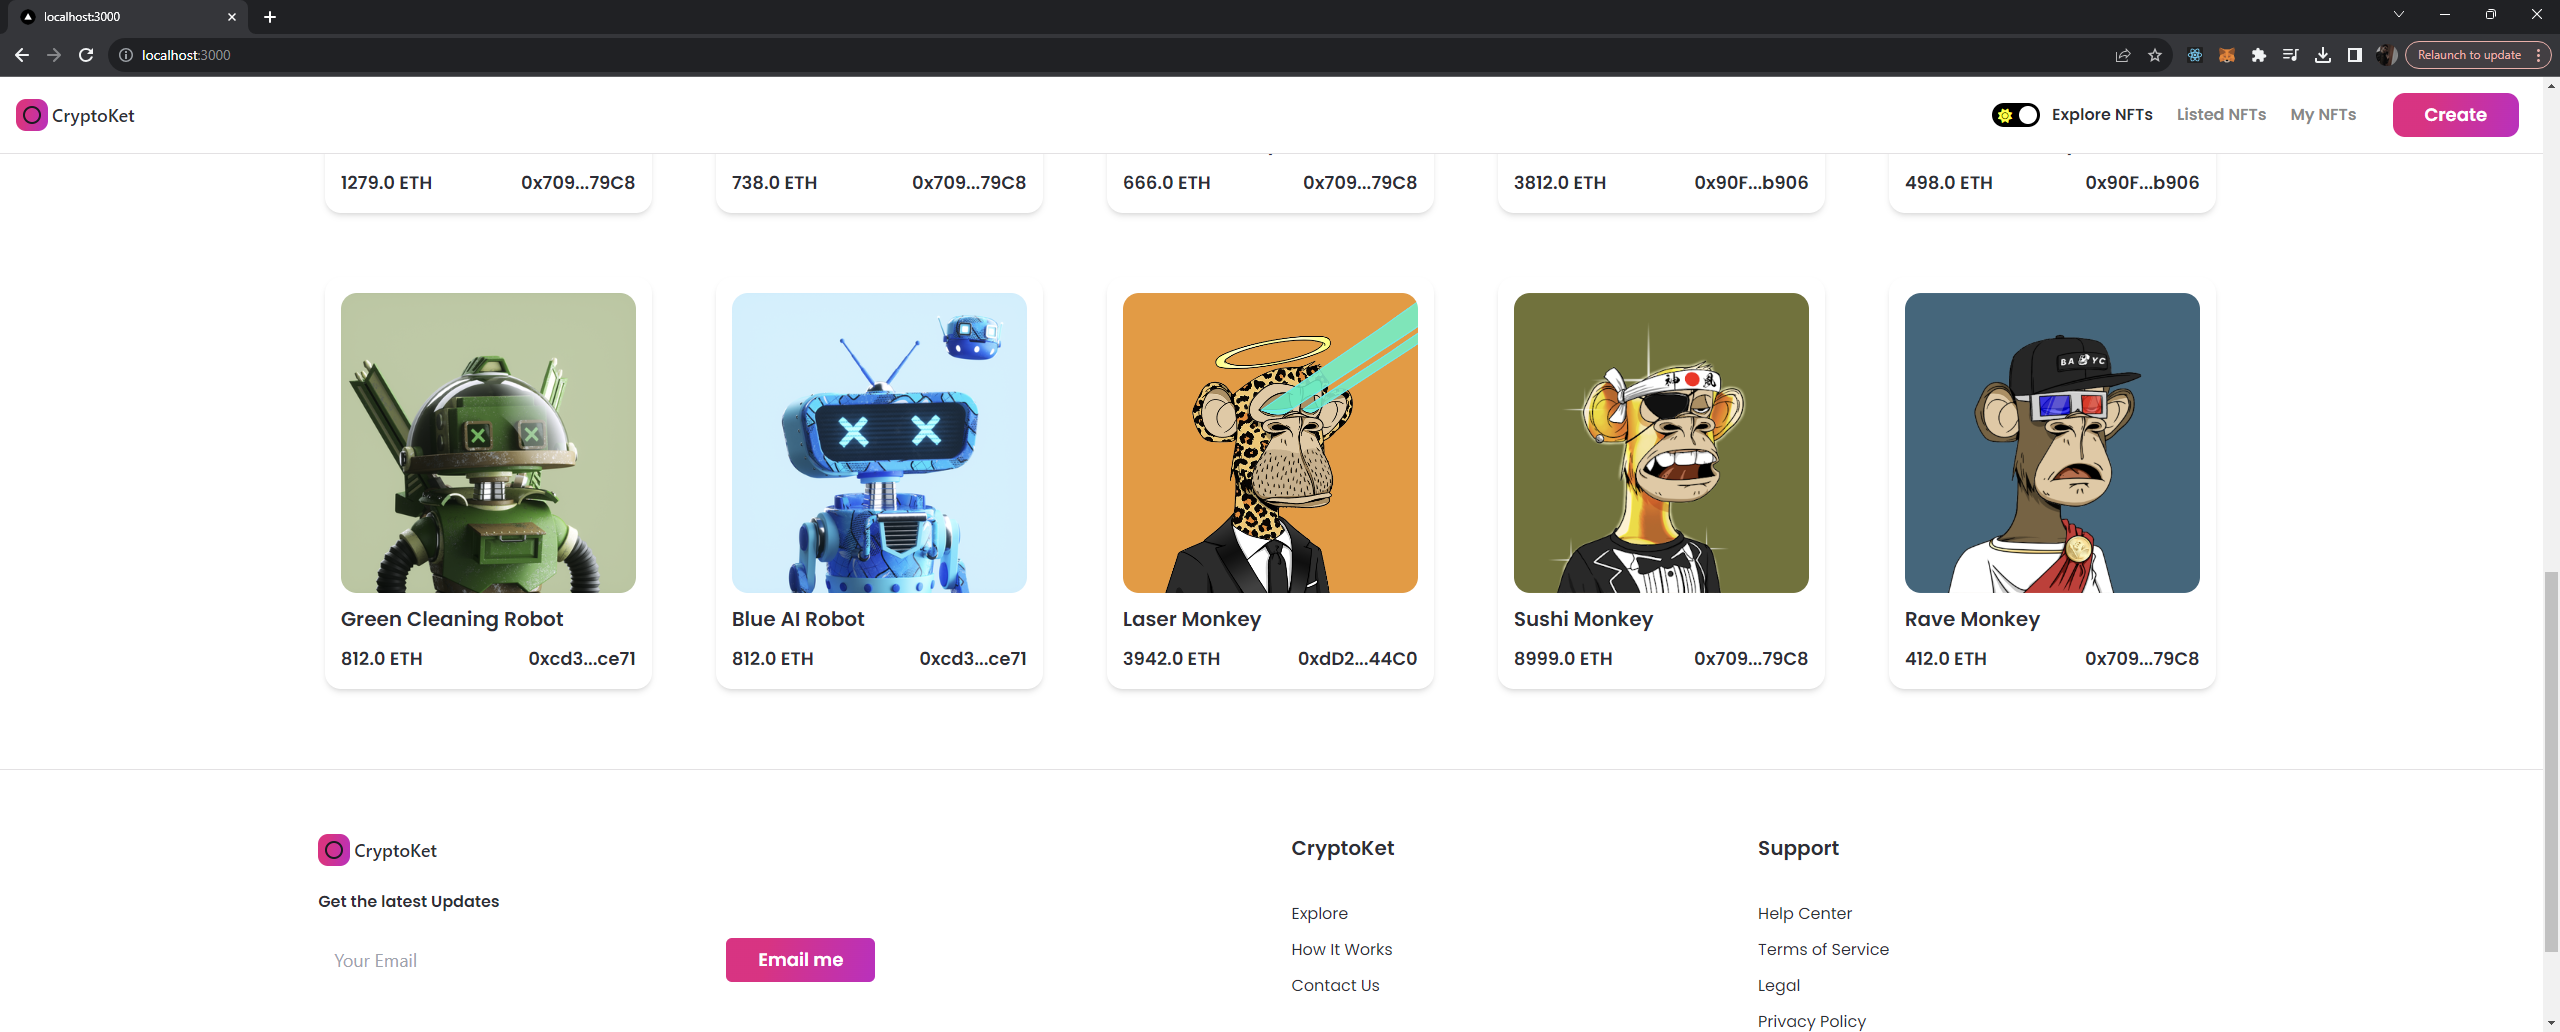 localhost:3000
localhost:3000
Relaunch to update
CryptoKet
Explore NFTs
Listed NFTs
My NFTs
Create
1279.0 ETH 0x709...79C8
738.0 ETH 0x709...79C8
666.0 ETH 0x709...79C8
3812.0 ETH 0x90F...b906
498.0 ETH 0x90F...b906
神風
BA YC
Green Cleaning Robot
812.0 ETH 0xcd3...ce71
Blue AI Robot
812.0 ETH 0xcd3...ce71
Laser Monkey
3942.0 ETH 0xdD2...44C0
Sushi Monkey
8999.0 ETH 0x709...79C8
Rave Monkey
412.0 ETH 0x709...79C8
CryptoKet
Get the latest Updates
Your Email
Email me
CryptoKet
Explore
How It Works
Contact Us
Support
Help Center
Terms of Service
Legal
Privacy Policy